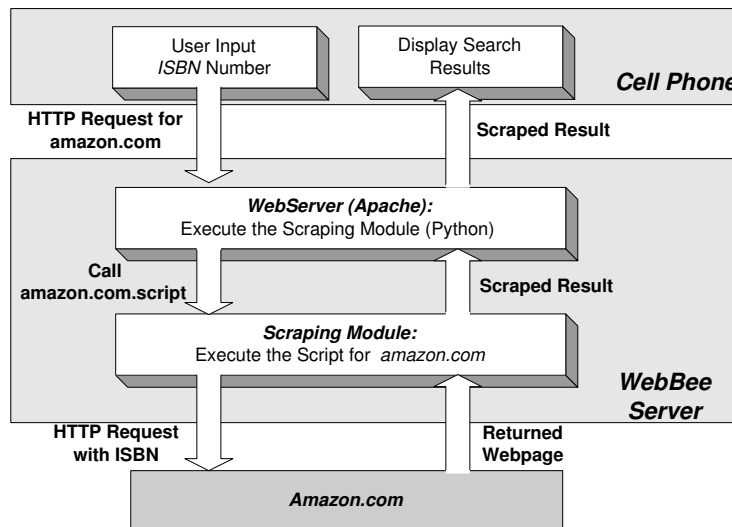 User Input
ISBN Number
Display Search
Results
Cell Phone
HTTP Request for
amazon.com
Scraped Result
WebServer (Apache):
Execute the Scraping Module (Python)
Call
amazon.com.script
Scraped Result
Scraping Module:
Execute the Script for amazon.com
WebBee
Server
HTTP Request
with ISBN
Returned
Webpage
Amazon.com